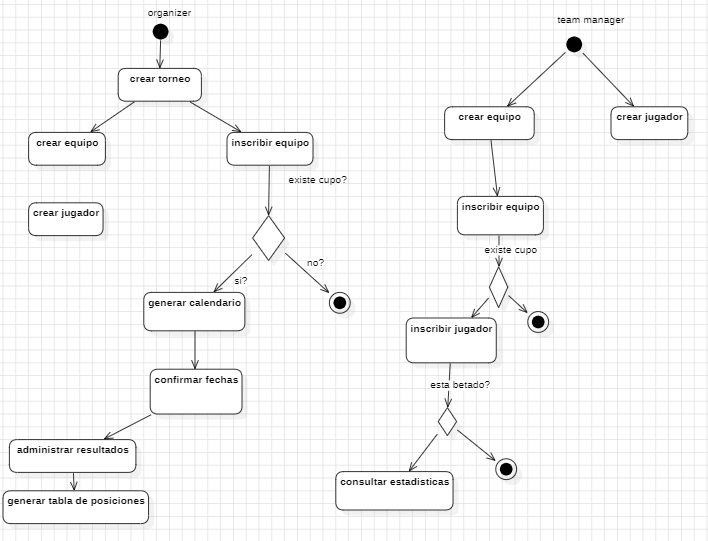 organizer
crear torneo
crear equipo
inscribir equipo
existe cupo?
crear jugador
no?
si?
generar calendario
confirmar fechas
administrar resultados
generar tabla de posiciones
team manager
crear equipo
crear jugador
inscribir equipo
existe cupo
inscribir jugador
esta betado?
consultar estadisticas